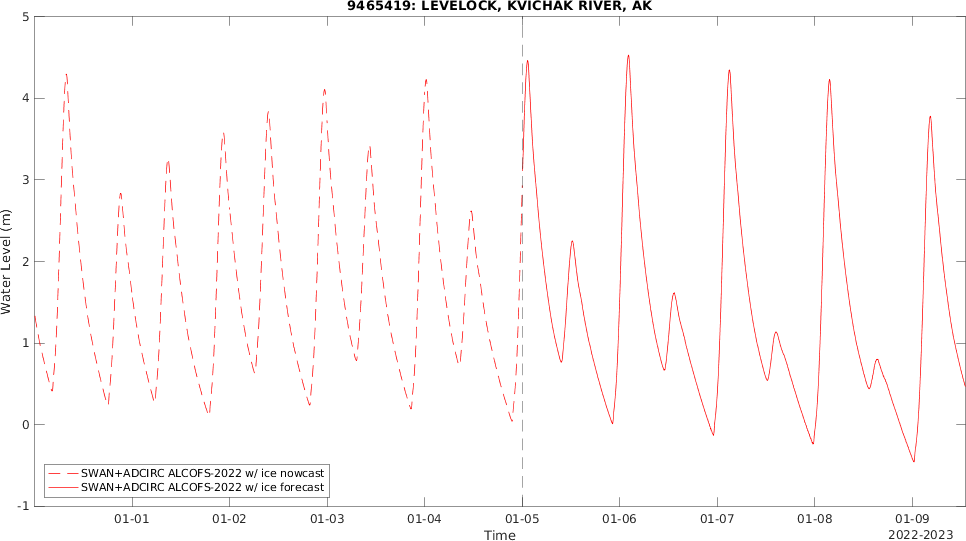 9465419: LEVELOCK, KVICHAK RIVER, AK
5
4
3
2
1
0
-1
Water Level (m)
SWAN+ADCIRC ALCOFS-2022 w/ ice nowcast
SWAN+ADCIRC ALCOFS-2022 w/ ice forecast
01-01 01-02 01-03 01-04 01-05 01-06 01-07 01-08 01-09
Time
2022-2023